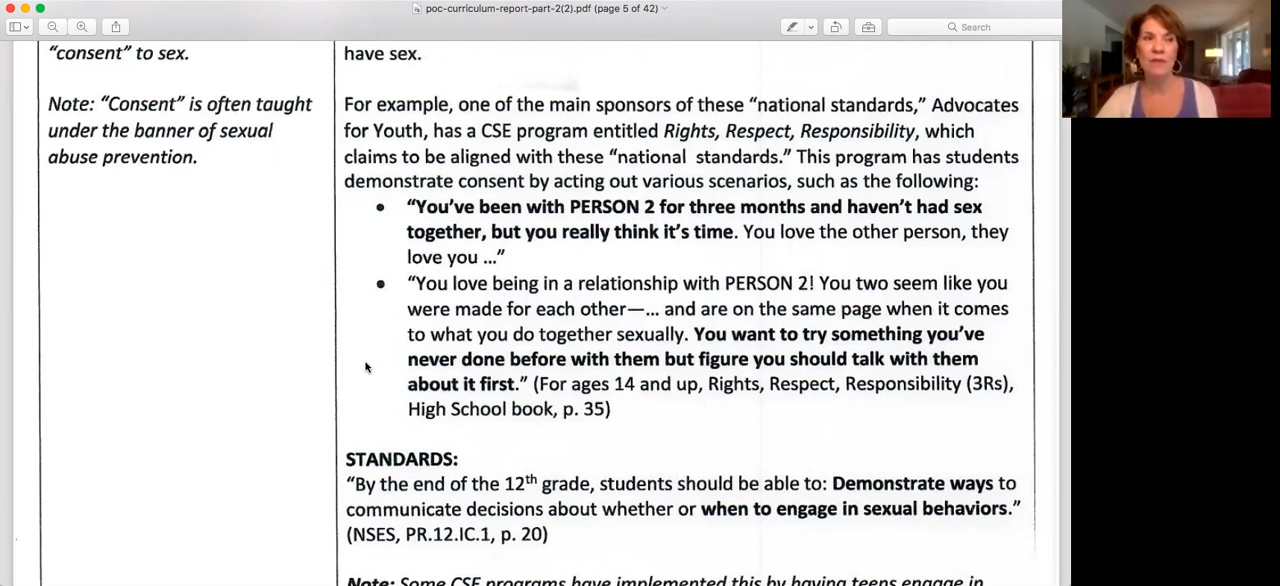 poc-curriculum-report-part-2(2).pdf (page 5 of 42)
Search
“consent” to sex.
Note: “Consent” is often taught
under the banner of sexual
abuse prevention.
have sex.
For example, one of the main sponsors of these “national standards,” Advocates
for Youth, has a CSE program entitled Rights, Respect, Responsibility, which
claims to be aligned with these “national standards.” This program has students
demonstrate consent by acting out various scenarios, such as the following:
• “You’ve been with PERSON 2 for three months and haven’t had sex
together, but you really think it’s time. You love the other person, they
love you ...”
• “You love being in a relationship with PERSON 2! You two seem like you
were made for each other—... and are on the same page when it comes
to what you do together sexually. You want to try something you’ve
never done before with them but figure you should talk with them
about it first.” (For ages 14 and up, Rights, Respect, Responsibility (3Rs),
High School book, p. 35)
STANDARDS:
“By the end of the 12th grade, students should be able to: Demonstrate ways to
communicate decisions about whether or when to engage in sexual behaviors.”
(NSES, PR.12.IC.1, p. 20)
Note: Some CSE programs have implemented this by having teens engage in